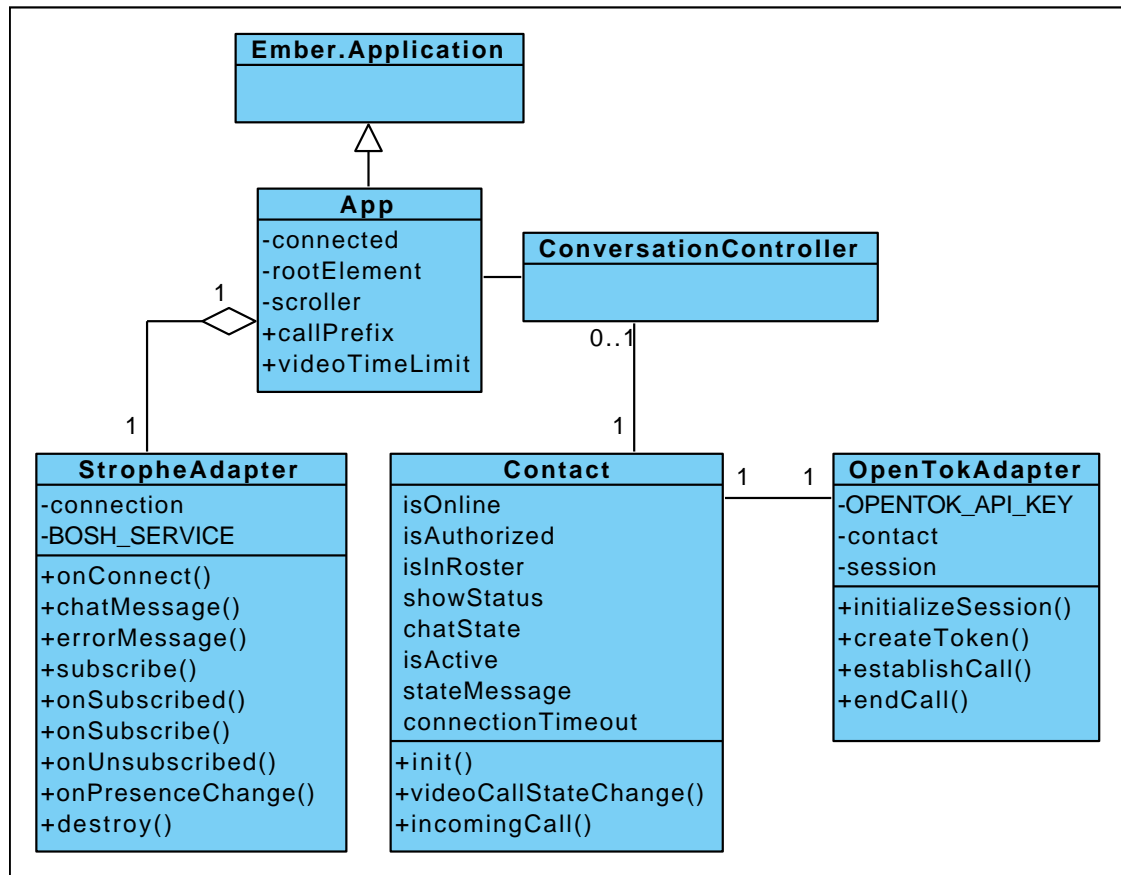 Ember.Application
App
-connected
-rootElement
-scroller
+callPrefix
+videoTimeLimit
ConversationController
1
1
0..1
1
StropheAdapter
-connection
-BOSH_SERVICE
+onConnect()
+chatMessage()
+errorMessage()
+subscribe()
+onSubscribed()
+onSubscribe()
+onUnsubscribed()
+onPresenceChange()
+destroy()
Contact
isOnline
isAuthorized
isInRoster
showStatus
chatState
isActive
stateMessage
connectionTimeout
+init()
+videoCallStateChange()
+incomingCall()
1
1
OpenTokAdapter
-OPENTOK_API_KEY
-contact
-session
+initializeSession()
+createToken()
+establishCall()
+endCall()